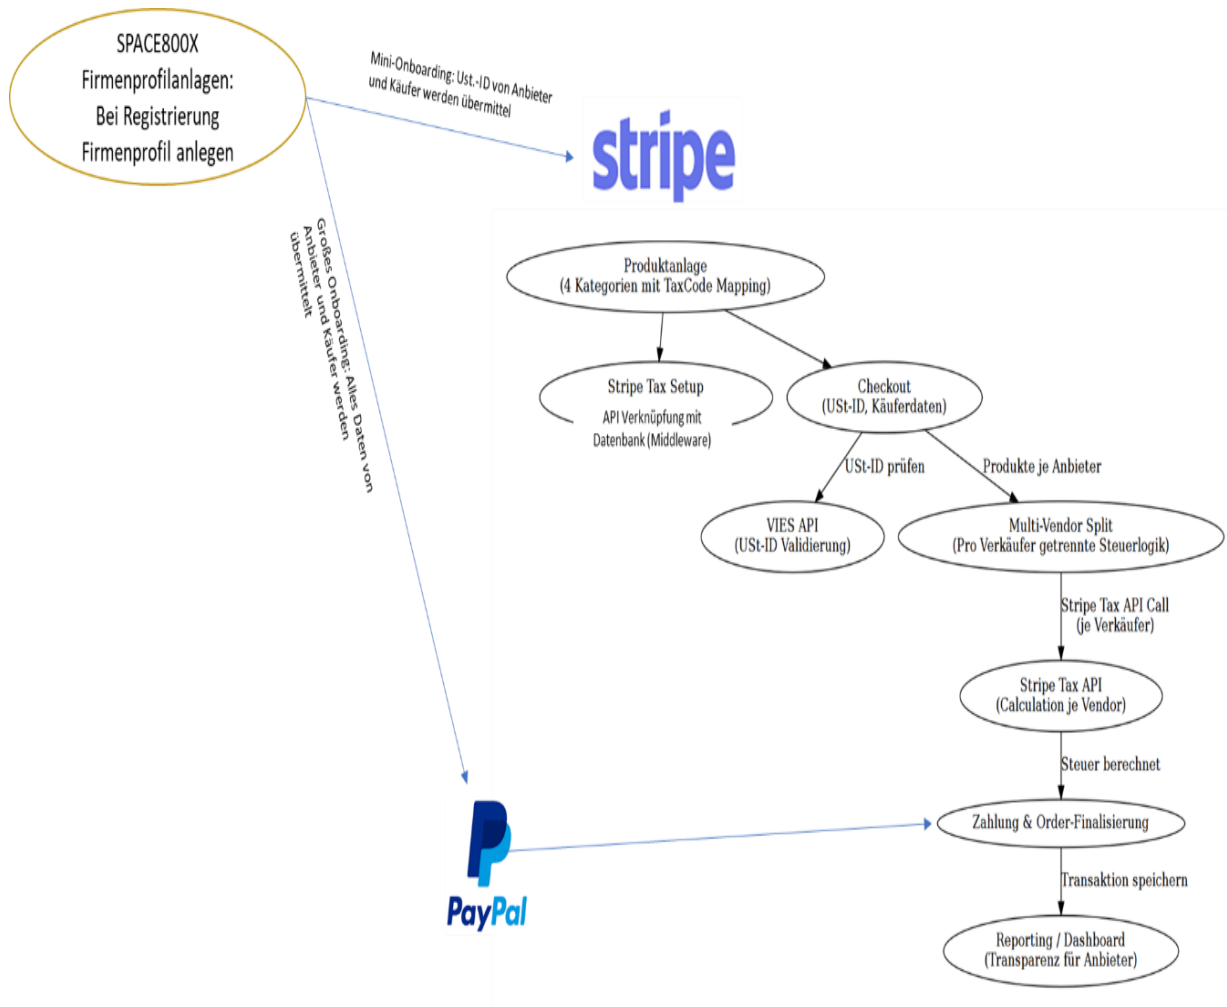 SPACE800X
Firmenprofilanlagen:
Bei Registrierung
Firmenprofil anlegen
Mini-Onboarding: Ust.-ID von Anbieter
und Käufer werden übermittel
stripe
Großes Onboarding: Alles Daten von
Anbieter und Käufer werden
übermittelt
Produktanlage
(4 Kategorien mit TaxCode Mapping)
Stripe Tax Setup
API Verknüpfung mit
Datenbank (Middleware)
Checkout
(USt-ID, Käuferdaten)
USt-ID prüfen
Produkte je Anbieter
VIES API
(USt-ID Validierung)
Multi-Vendor Split
(Pro Verkäufer getrennte Steuerlogik)
Stripe Tax API Call
(je Verkäufer)
Stripe Tax API
(Calculation je Vendor)
Steuer berechnet
Zahlung & Order-Finalisierung
PayPal
Transaktion speichern
Reporting / Dashboard
(Transparenz für Anbieter)